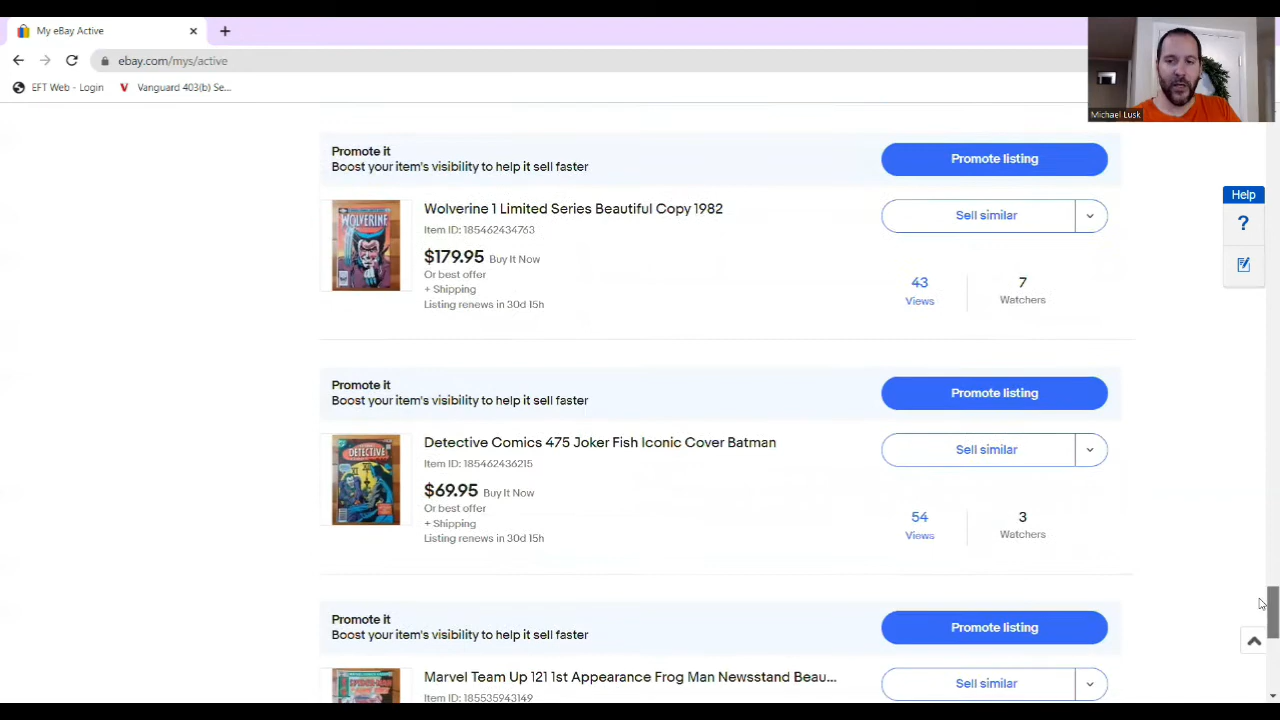 My eBay Active
ebay.com/mys/active
EFT Web - Login
Vanguard 403(b) Se...
Michael Lusk
Promote it
Boost your item's visibility to help it sell faster
Promote listing
WOLVERINE
Wolverine 1 Limited Series Beautiful Copy 1982
Item ID: 185462434763
$179.95 Buy It Now
Or best offer
+ Shipping
Listing renews in 30d 15h
Sell similar
43
Views
7
Watchers
Help
?
Promote it
Boost your item's visibility to help it sell faster
Promote listing
DETECTIVE
Detective Comics 475 Joker Fish Iconic Cover Batman
Item ID: 185462436215
$69.95 Buy It Now
Or best offer
+ Shipping
Listing renews in 30d 15h
Sell similar
54
Views
3
Watchers
Promote it
Boost your item's visibility to help it sell faster
Promote listing
Marvel Team Up 121 1st Appearance Frog Man Newsstand Beau...
Item ID: 185535943149
Sell similar